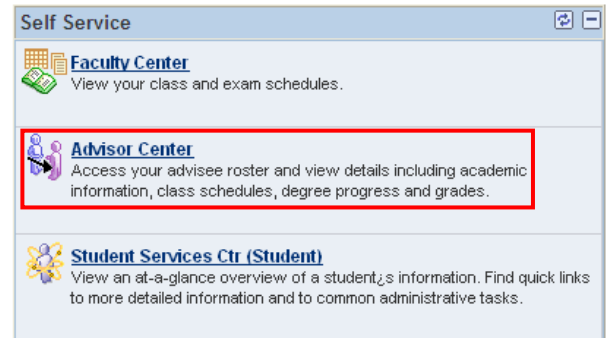 Self Service
Faculty Center
View your class and exam schedules.
Advisor Center
Access your advisee roster and view details including academic
information, class schedules, degree progress and grades.
Student Services Ctr (Student)
View an at-a-glance overview of a student¿s information. Find quick links
to more detailed information and to common administrative tasks.